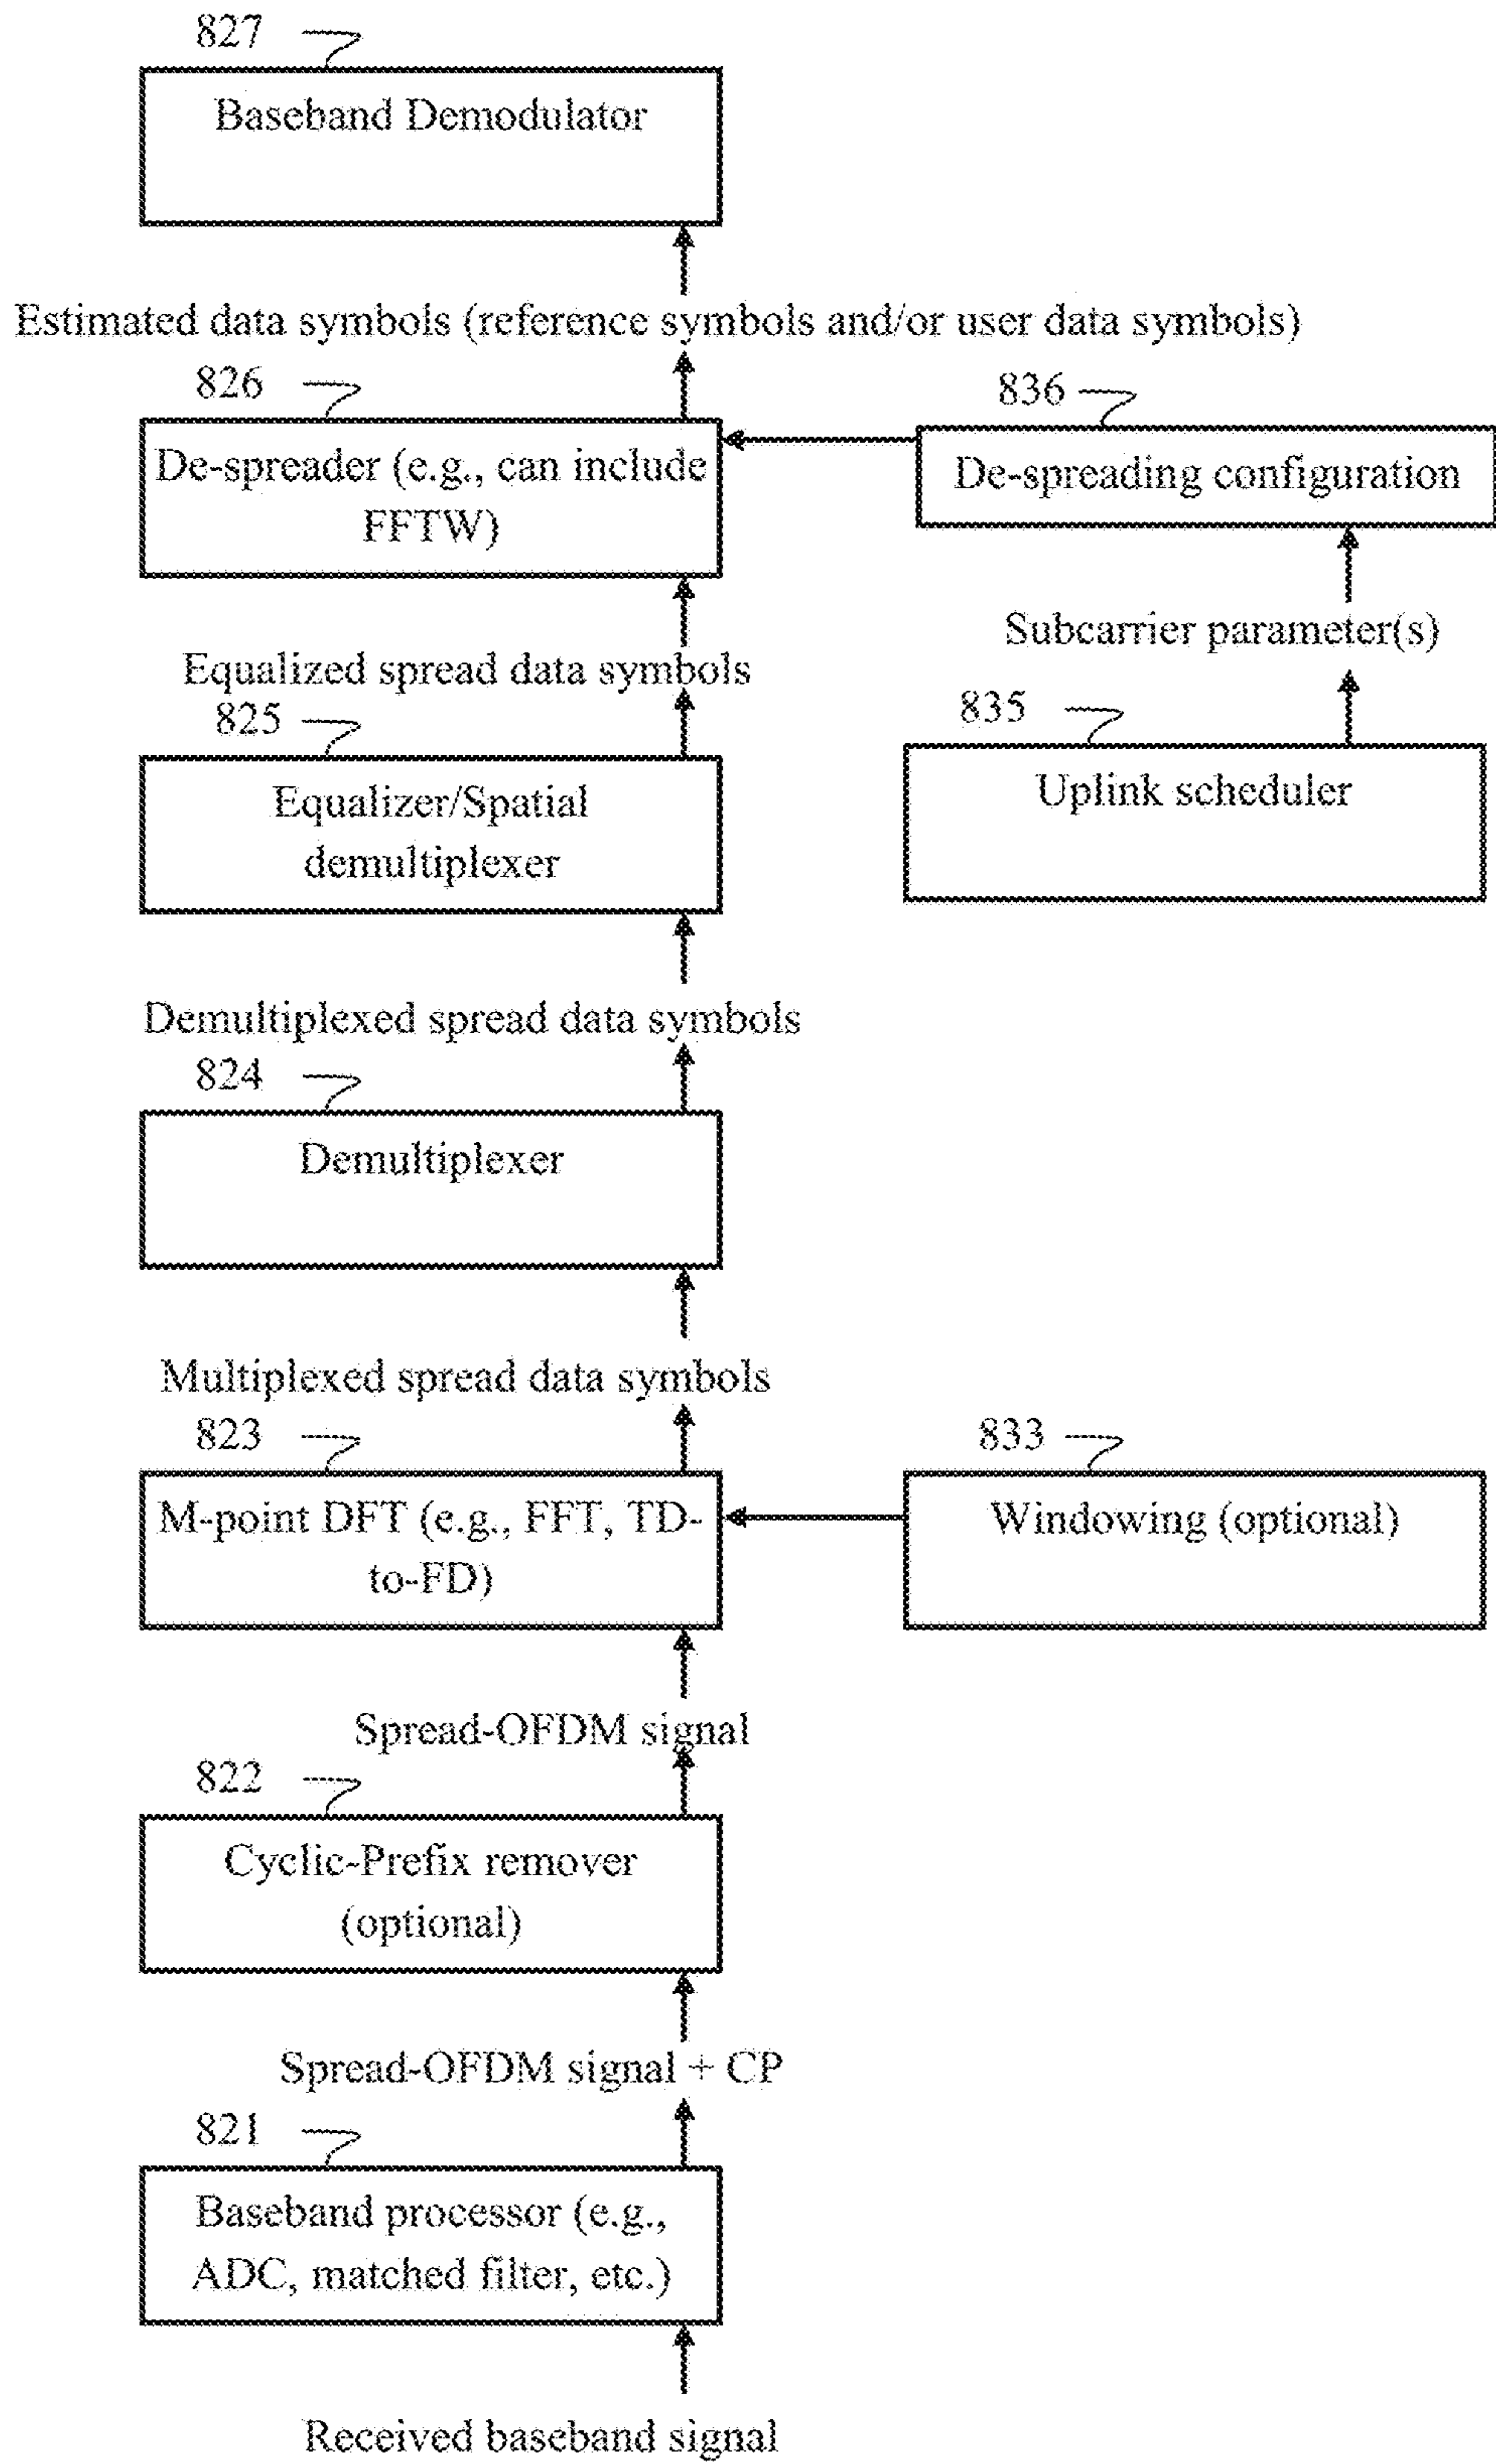 827
Baseband Demodulator
Estimated data symbols (reference symbols and/or user data symbols)
826
De-spreader (e.g., can include
FFTW)
836
De-spreading configuration
Subcarrier parameter(s)
Equalized spread data symbols
825
Equalizer/Spatial
demultiplexer
835
Uplink scheduler
Demultiplexed spread data symbols
824
Demultiplexer
Multiplexed spread data symbols
823
M-point DFT (e.g., FFT, TD-
to-FD)
833
Windowing (optional)
Spread-OFDM signal
822
Cyclic-Prefix remover
(optional)
Spread-OFDM signal + CP
821
Baseband processor (e.g.,
ADC, matched filter, etc.)
Received baseband signal